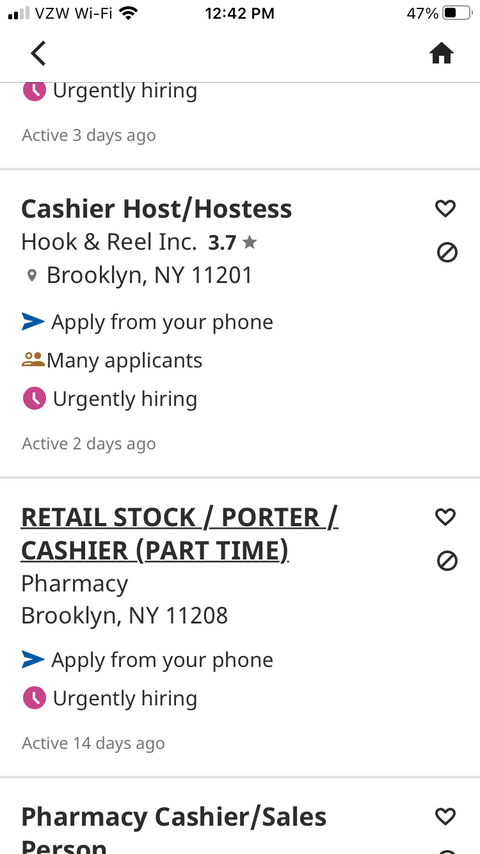 VZW Wi-Fi 12:42 PM 47%
Urgently hiring
Active 3 days ago
Cashier Host/Hostess
Hook & Reel Inc. 3.7
Brooklyn, NY 11201
Apply from your phone
Many applicants
Urgently hiring
Active 2 days ago
RETAIL STOCK / PORTER /
CASHIER (PART TIME)
Pharmacy
Brooklyn, NY 11208
Apply from your phone
Urgently hiring
Active 14 days ago
Pharmacy Cashier/Sales
Person